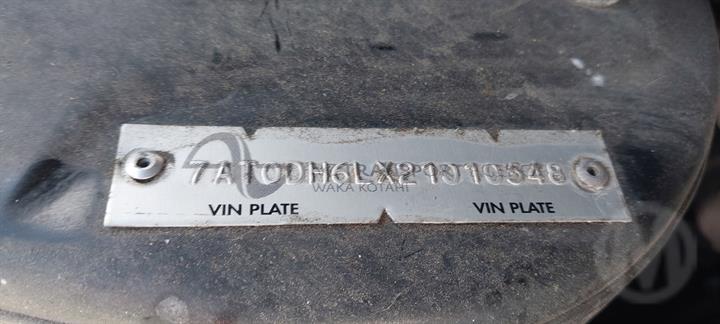 7AT0DH6LX21010548
WAKA KOTAHI
VIN PLATE VIN PLATE